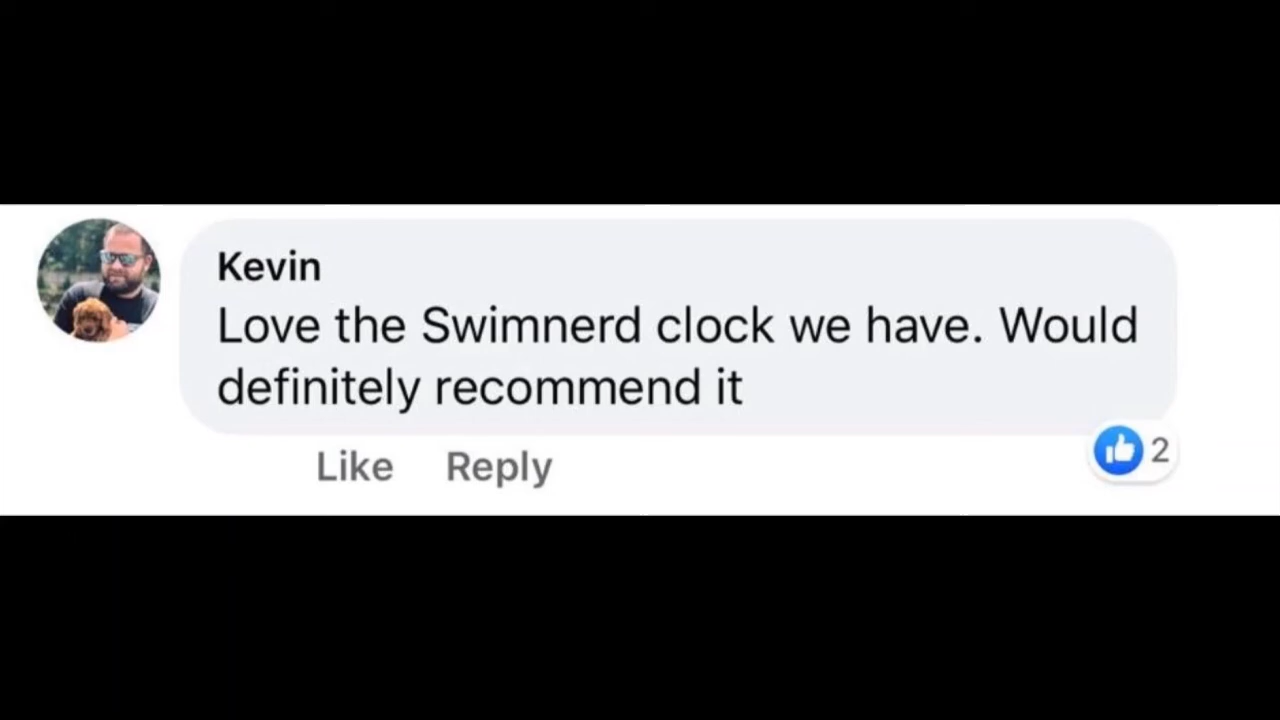 Kevin
Love the Swimnerd clock we have. Would
definitely recommend it
Like Reply
2